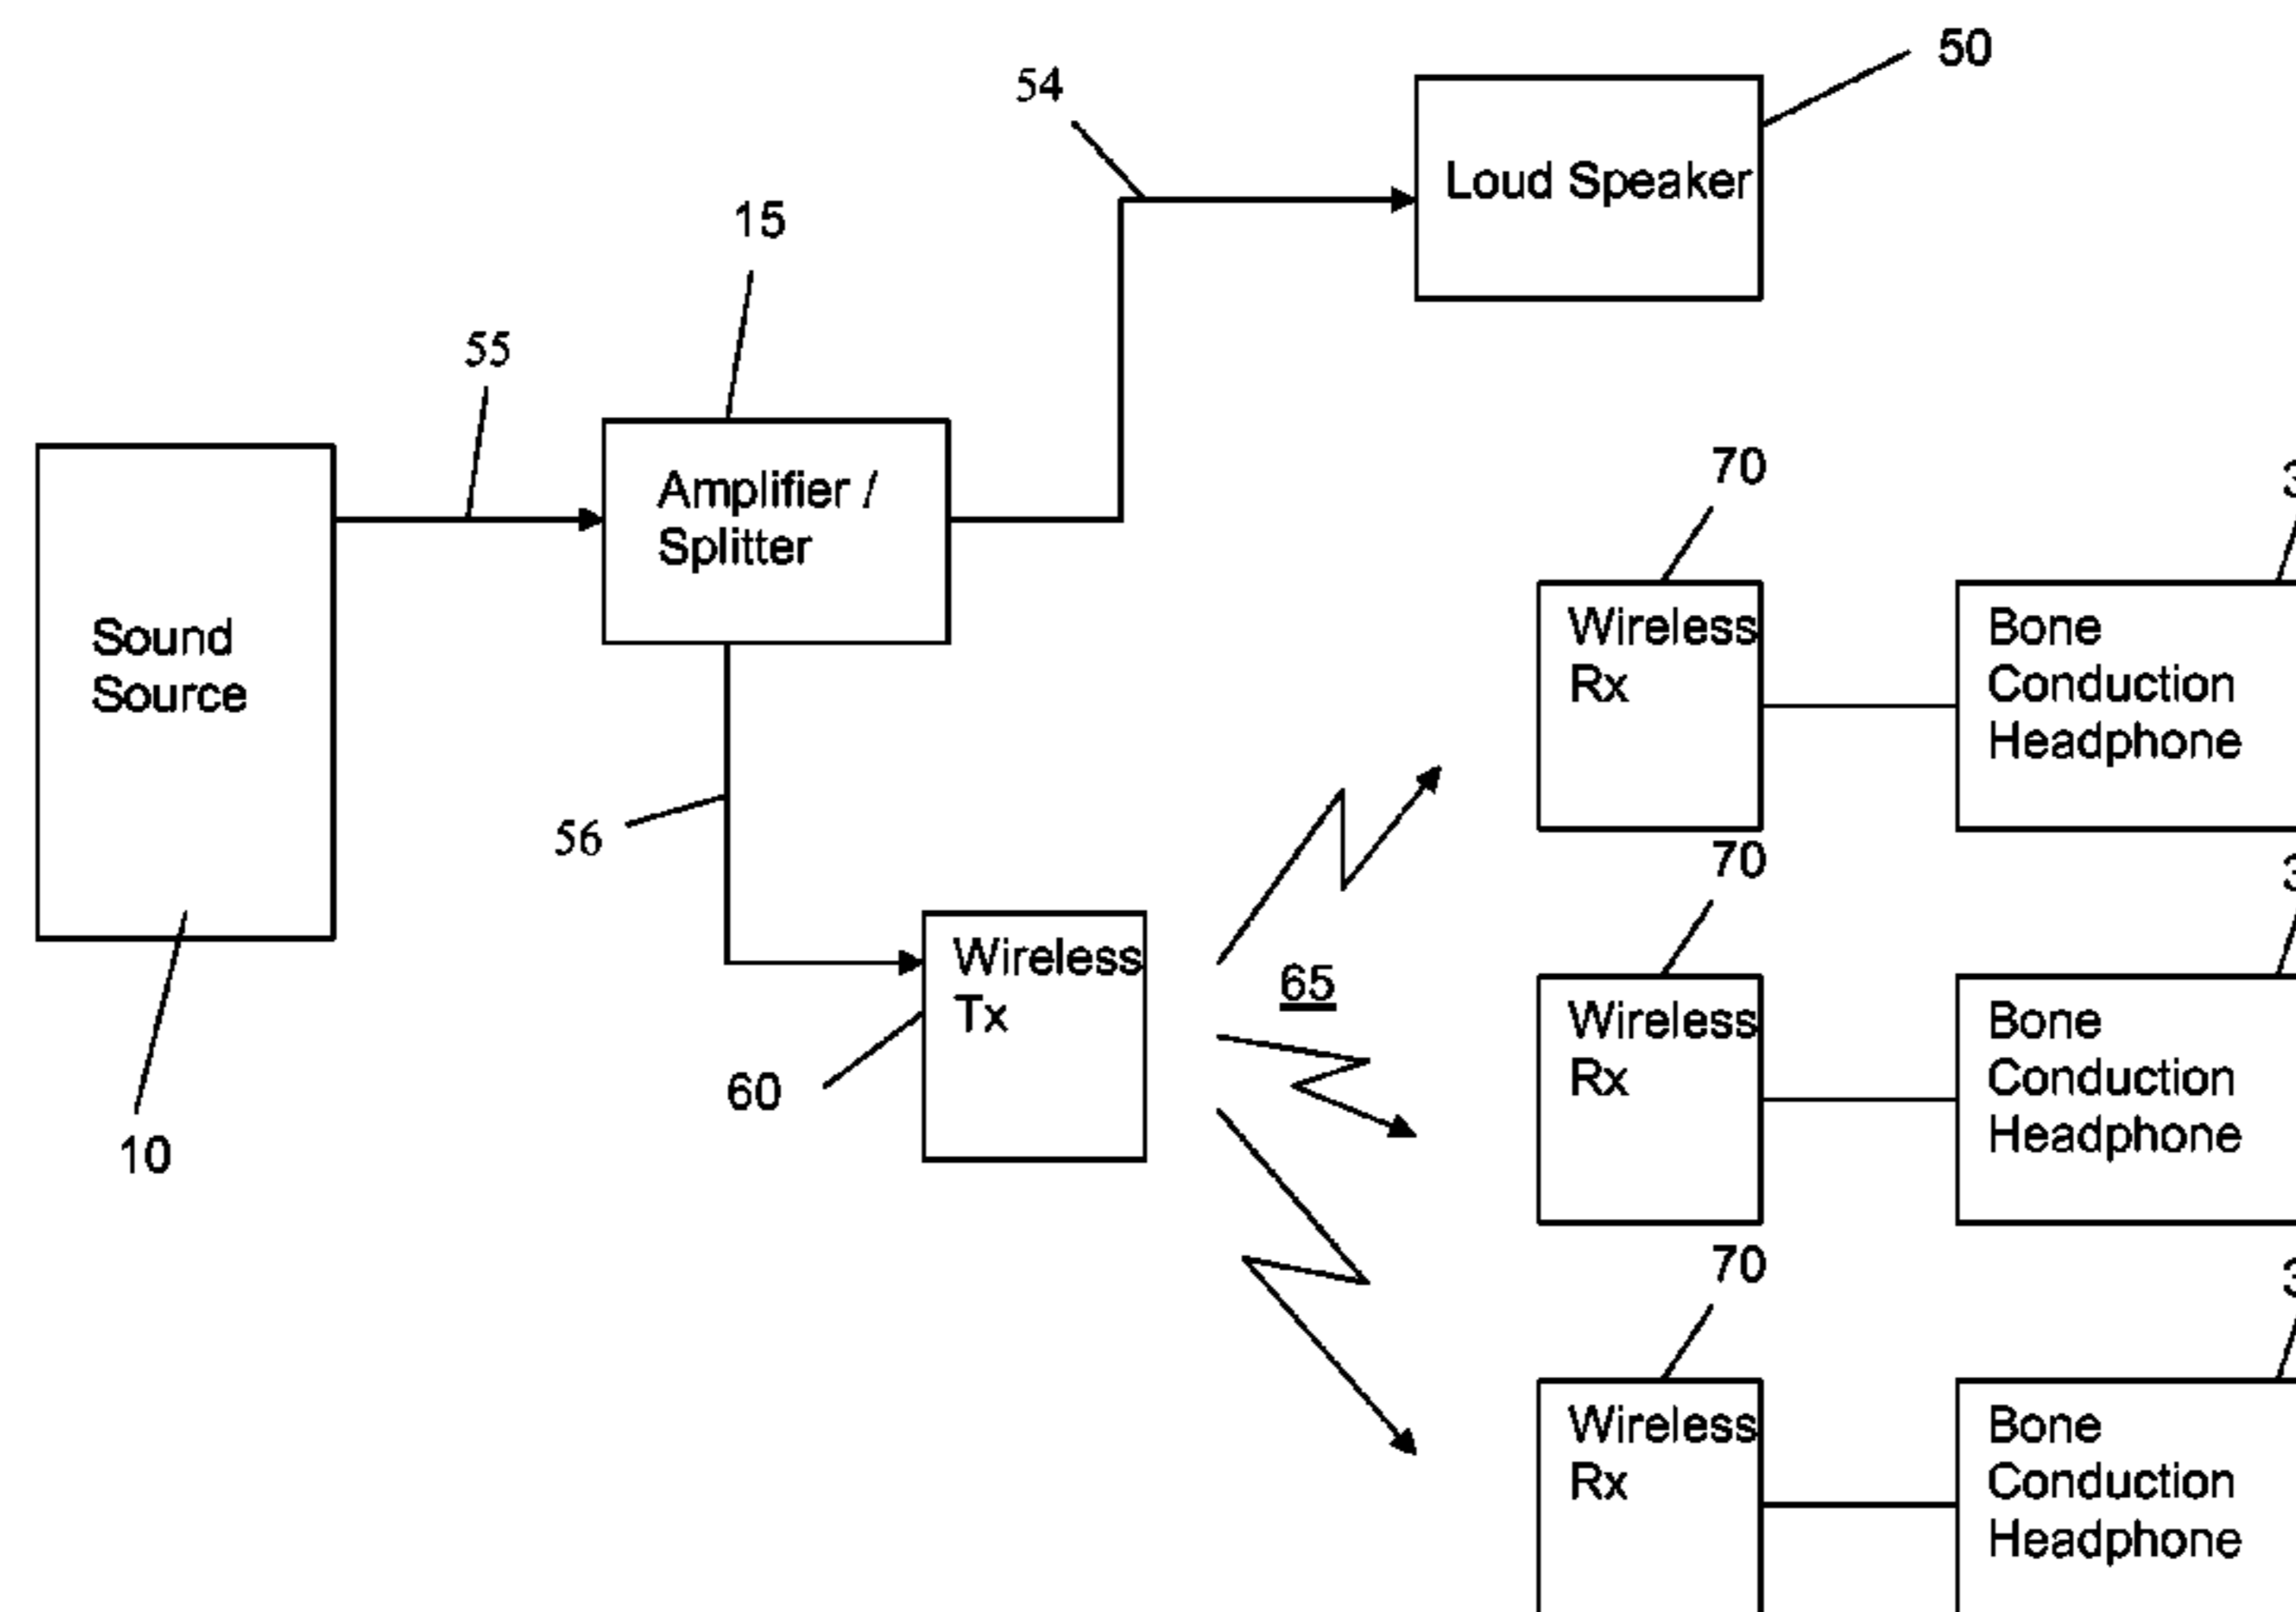 50
54
Loud Speaker
15
55
Amplifier /
Splitter
Sound
Source
70
Wireless
Rx
Bone
Conduction
Headphone
56
70
Wireless
Tx
65
Wireless
Rx
Bone
Conduction
Headphone
60
10
70
Wireless
Rx
Bone
Conduction
Headphone